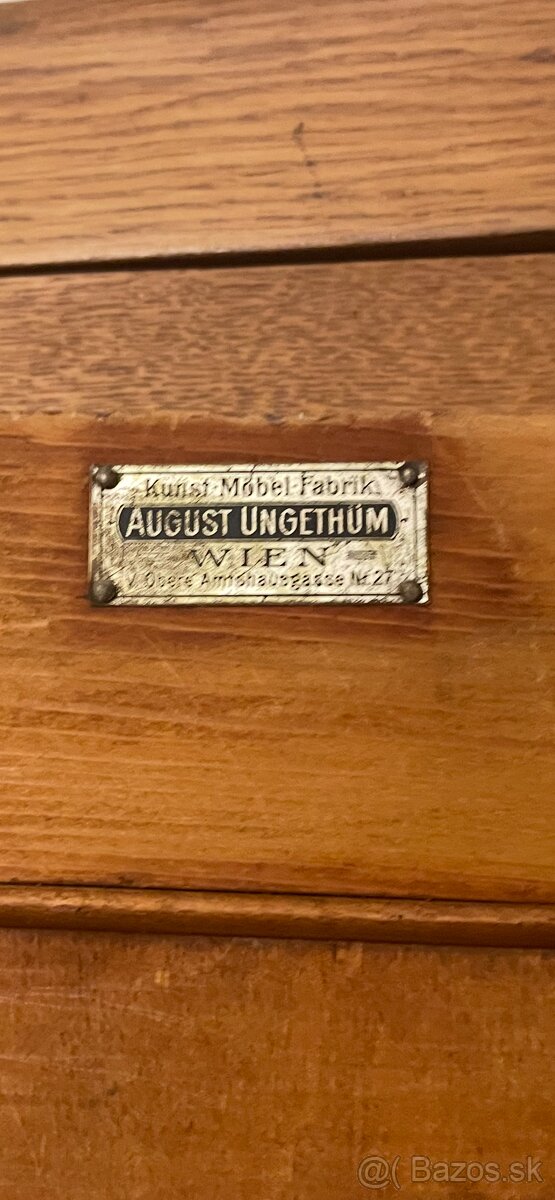 Kunst-Möbel-Fabrik
AUGUST UNGETHÜM
WIEN
V. Obere Amtshausgasse Nr. 27
@( Bazos.sk